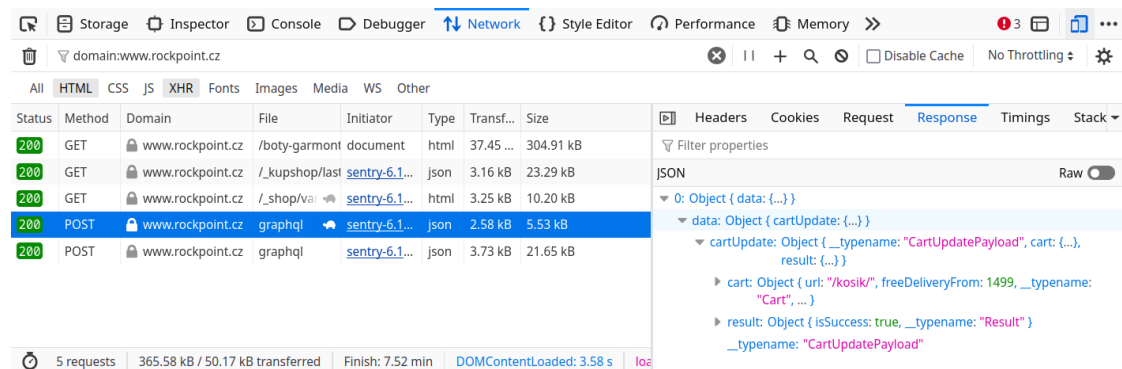 Storage Inspector Console Debugger Network {} Style Editor Performance Memory 3
domain:www.rockpoint.cz Disable Cache No Throttling
All HTML CSS JS XHR Fonts Images Media WS Other
Status Method Domain File Initiator Type Transf... Size Headers Cookies Request Response Timings Stack
200 GET www.rockpoint.cz /boty-garmont document html 37.45 ... 304.91 kB Filter properties
200 GET www.rockpoint.cz /_kupshop/last sentry-6.1... json 3.16 kB 23.29 kB JSON Raw
200 GET www.rockpoint.cz /_shop/va sentry-6.1... html 3.25 kB 10.20 kB 0: Object { data: {...} }
200 POST www.rockpoint.cz graphql sentry-6.1... json 2.58 kB 5.53 kB data: Object { cartUpdate: {...} }
200 POST www.rockpoint.cz graphql sentry-6.1... json 3.73 kB 21.65 kB cartUpdate: Object { __typename: "CartUpdatePayload", cart: {...},
result: {...} }
cart: Object { url: "/kosik/", freeDeliveryFrom: 1499, __typename:
"Cart", ... }
result: Object { isSuccess: true, __typename: "Result" }
__typename: "CartUpdatePayload"
5 requests 365.58 kB / 50.17 kB transferred Finish: 7.52 min DOMContentLoaded: 3.58 s loa